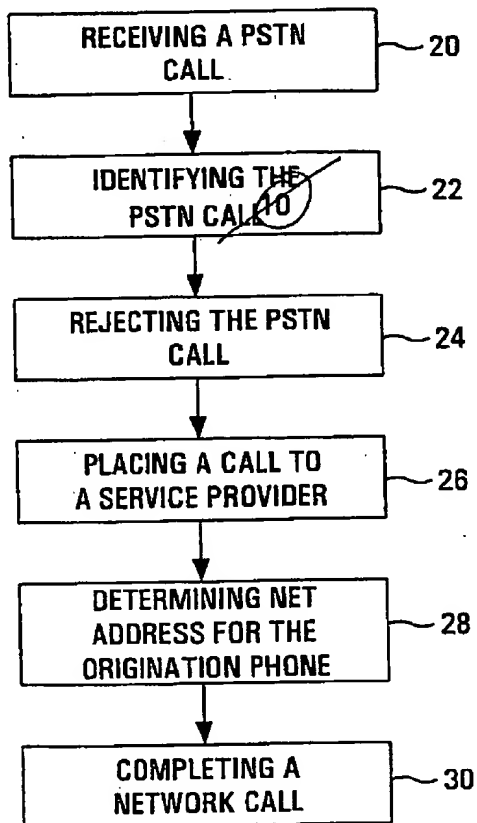 RECEIVING A PSTN
CALL
20
IDENTIFYING THE
PSTN CALL
10
22
REJECTING THE PSTN
CALL
24
PLACING A CALL TO
A SERVICE PROVIDER
26
DETERMINING NET
ADDRESS FOR THE
ORIGINATION PHONE
28
COMPLETING A
NETWORK CALL
30